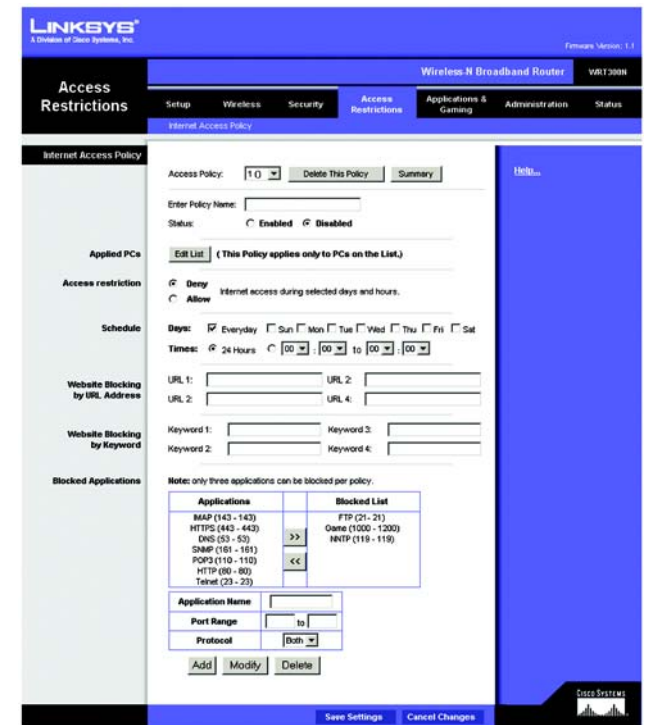 LINKSYS®
A Division of Cisco Systems, Inc.
Firmware Version: 1.1
Wireless-N Broadband Router WRT300N
Access Restrictions
Setup Wireless Security Access Restrictions Applications & Gaming Administration Status
Internet Access Policy
Internet Access Policy
Help...
Access Policy: 1 () Delete This Policy Summary
Enter Policy Name:
Status: Enabled Disabled
Applied PCs
Edit List ( This Policy applies only to PCs on the List.)
Access restriction
Deny
Allow
Internet access during selected days and hours.
Schedule
Days: Everyday Sun Mon Tue Wed Thu Fri Sat
Times: 24 Hours 00 : 00 to 00 : 00
Website Blocking by URL Address
URL 1: URL 2:
URL 2: URL 4:
Website Blocking by Keyword
Keyword 1: Keyword 3:
Keyword 2: Keyword 4:
Blocked Applications
Note: only three applications can be blocked per policy.
Applications Blocked List
IMAP (143 - 143) FTP (21 - 21)
HTTPS (443 - 443) Game (1000 - 1200)
DNS (53 - 53) >> NNTP (119 - 119)
SNMP (161 - 161)
POP3 (110 - 110) <<
HTTP (80 - 80)
Telnet (23 - 23)
Application Name
Port Range to
Protocol Both
Add Modify Delete
CISCO SYSTEMS
Save Settings Cancel Changes